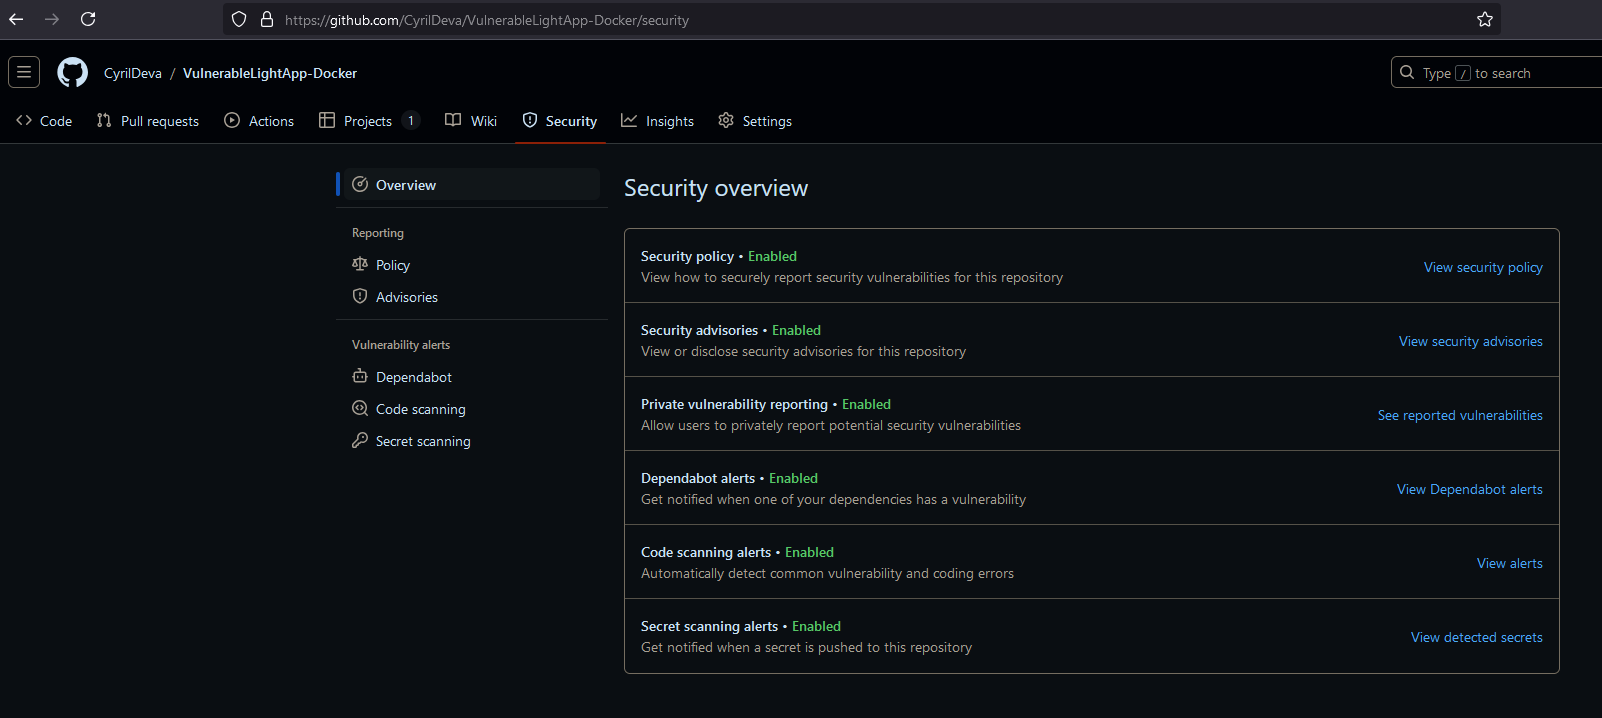 https://github.com/CyrilDeva/VulnerableLightApp-Docker/security
CyrilDeva / VulnerableLightApp-Docker
Type / to search
Code Pull requests Actions Projects 1 Wiki Security Insights Settings
Overview
Reporting
Policy
Advisories
Vulnerability alerts
Dependabot
Code scanning
Secret scanning
Security overview
Security policy • Enabled
View how to securely report security vulnerabilities for this repository
View security policy
Security advisories • Enabled
View or disclose security advisories for this repository
View security advisories
Private vulnerability reporting • Enabled
Allow users to privately report potential security vulnerabilities
See reported vulnerabilities
Dependabot alerts • Enabled
Get notified when one of your dependencies has a vulnerability
View Dependabot alerts
Code scanning alerts • Enabled
Automatically detect common vulnerability and coding errors
View alerts
Secret scanning alerts • Enabled
Get notified when a secret is pushed to this repository
View detected secrets